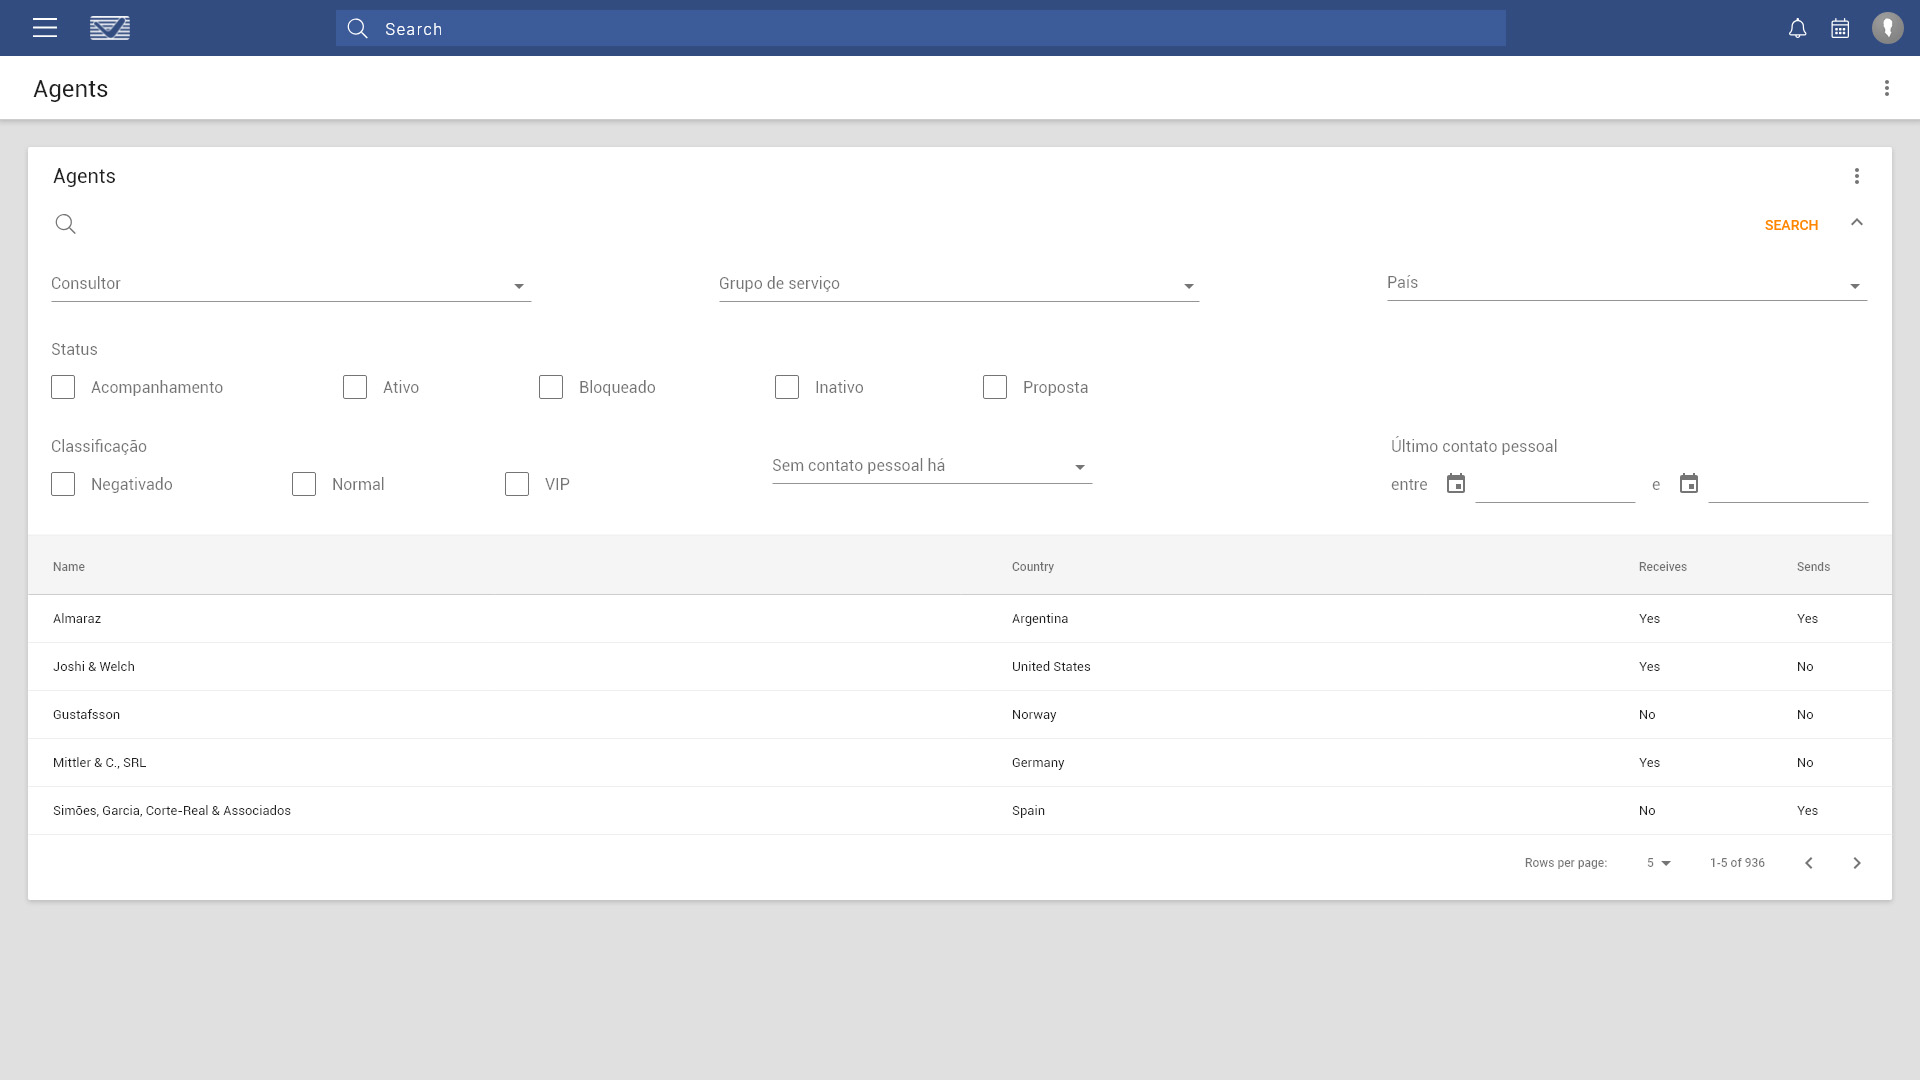 Search
Agents
Agents
SEARCH
Consultor Grupo de serviço País
Status
Acompanhamento Ativo Bloqueado Inativo Proposta
Classificação Último contato pessoal
Sem contato pessoal há
Negativado Normal VIP entre e
Name Country Receives Sends
Almaraz Argentina Yes Yes
Joshi & Welch United States Yes No
Gustafsson Norway No No
Mittler & C., SRL Germany Yes No
Simões, Garcia, Corte-Real & Associados Spain No Yes
Rows per page: 5 1-5 of 936